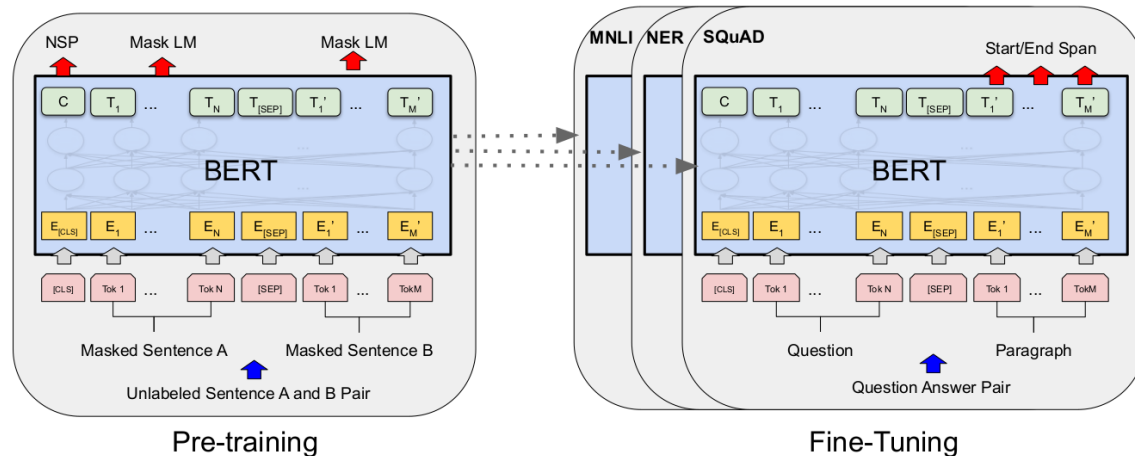 NSP Mask LM Mask LM
C T1 ... TN T[SEP] T1' ... TM'
...
BERT
...
E[CLS] E1 ... EN E[SEP] E1' ... EM'
[CLS] Tok 1 ... Tok N [SEP] Tok 1 ... TokM
Masked Sentence A Masked Sentence B
Unlabeled Sentence A and B Pair
Pre-training
MNLI NER SQuAD
Start/End Span
C T1 ... TN T[SEP] T1' ... TM'
...
BERT
...
E[CLS] E1 ... EN E[SEP] E1' ... EM'
[CLS] Tok 1 ... Tok N [SEP] Tok 1 ... TokM
Question Paragraph
Question Answer Pair
Fine-Tuning